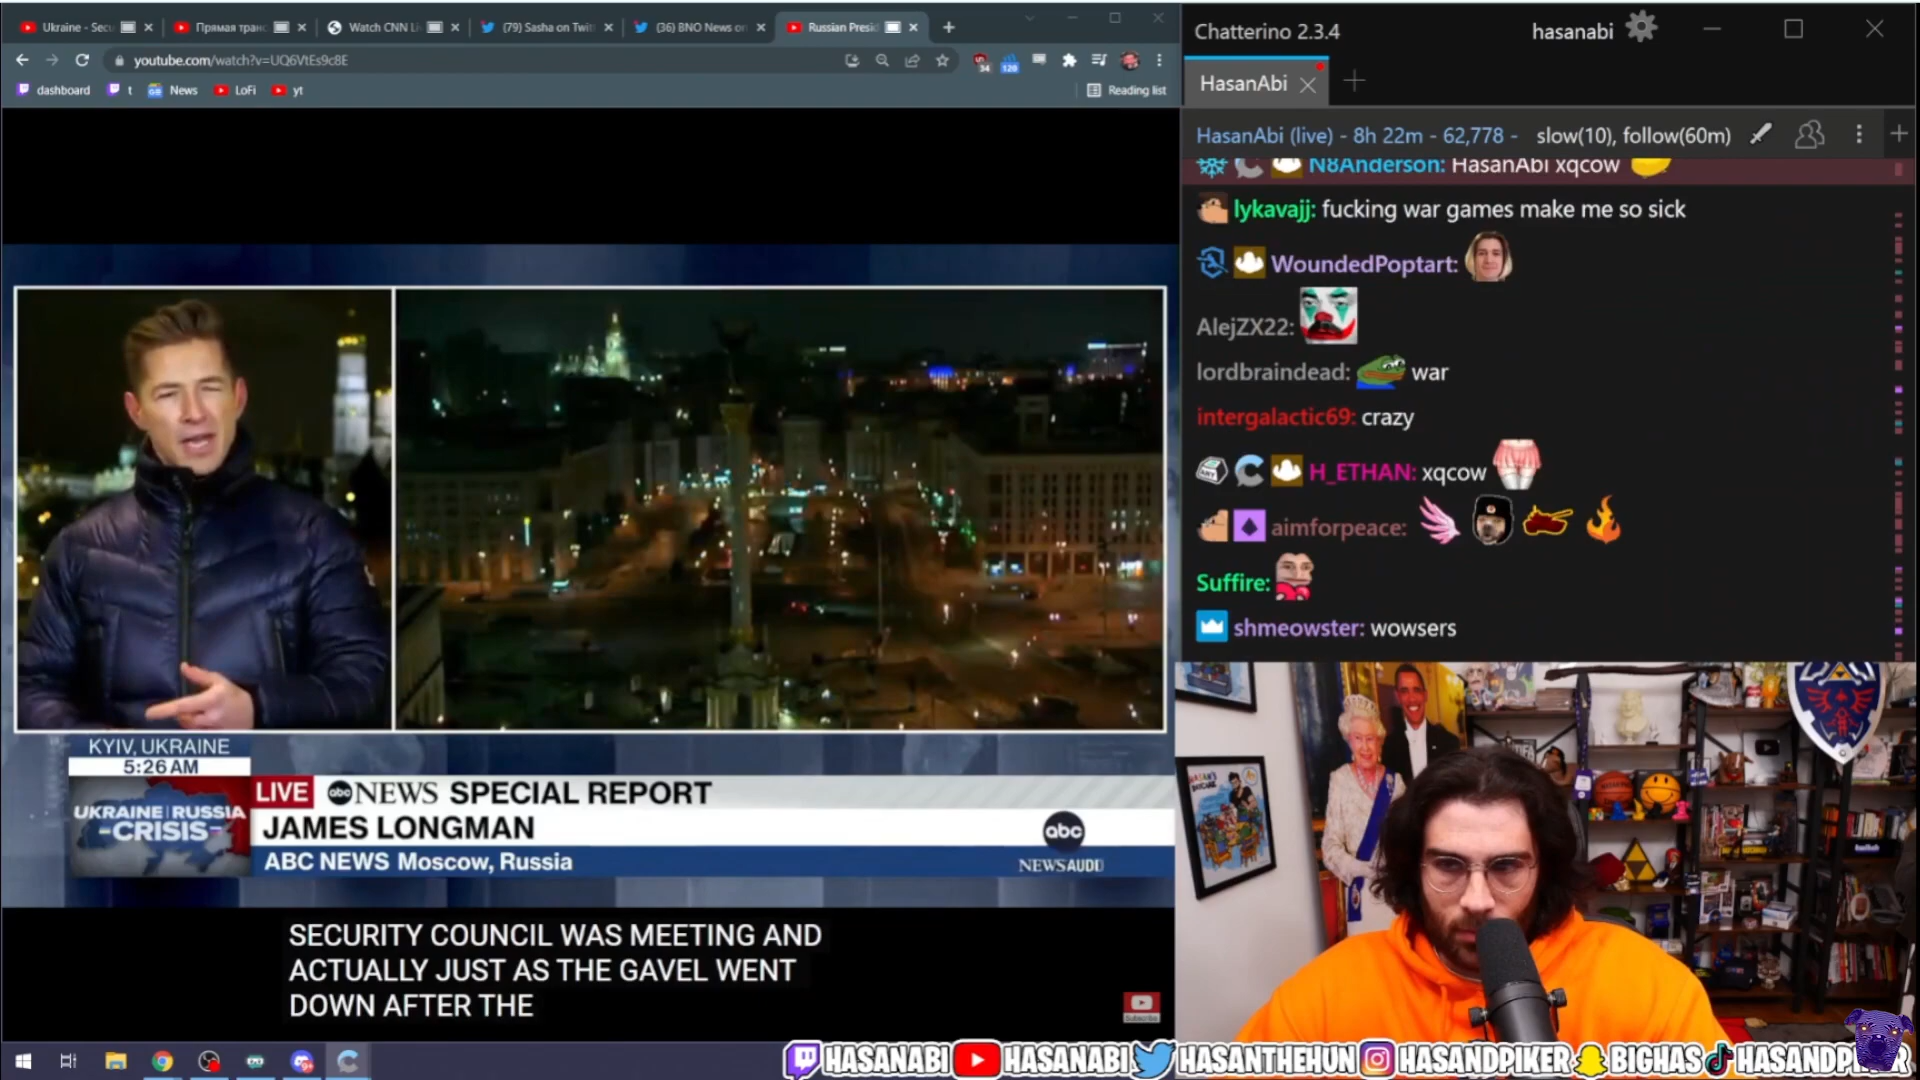 Ukraine - Secu
Прямая транс
Watch CNN Li
(79) Sasha on Twit
(36) BNO News on
Russian Presid
youtube.com/watch?v=UQ6VtEs9c8E
34
120
dashboard
t
News
LoFi
yt
Reading list
KYIV, UKRAINE
5:26 AM
UKRAINE | RUSSIA
CRISIS
LIVE abc NEWS SPECIAL REPORT
JAMES LONGMAN
ABC NEWS Moscow, Russia
abc
NEWS
SECURITY COUNCIL WAS MEETING AND
ACTUALLY JUST AS THE GAVEL WENT
DOWN AFTER THE
Subscribe
Chatterino 2.3.4
hasanabi
HasanAbi
HasanAbi (live) - 8h 22m - 62,778 - slow(10), follow(60m)
N8Anderson: HasanAbi xqcow
lykavajj: fucking war games make me so sick
WoundedPoptart:
AlejZX22:
lordbraindead: war
intergalactic69: crazy
H_ETHAN: xqcow
aimforpeace:
Suffire:
shmeowster: wowsers
HASANABI HASANABI HASANTHEHUN HASANDPIKER BIGHAS